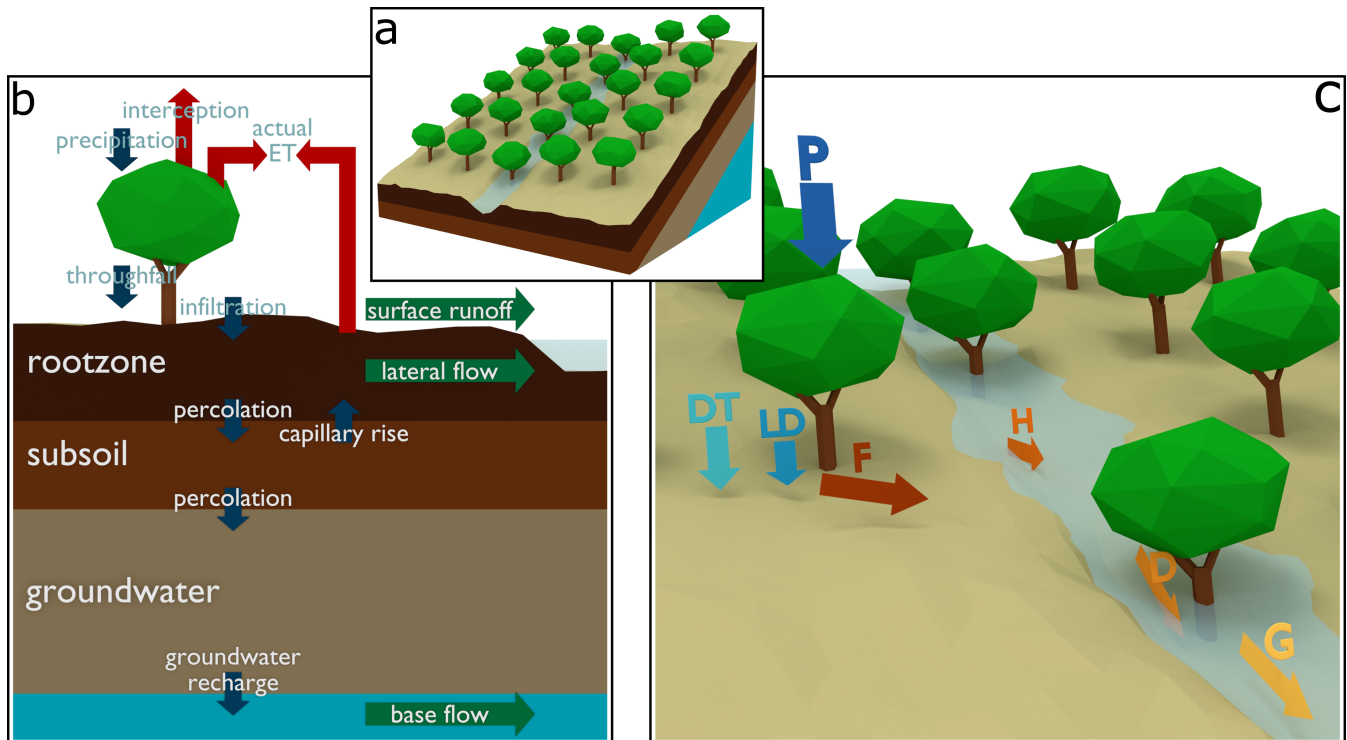 a
b
interception
precipitation
actual
ET
throughfall
infiltration
surface runoff
rootzone
lateral flow
percolation
capillary rise
subsoil
percolation
groundwater
groundwater
recharge
base flow
c
P
DT
LD
F
H
D
G